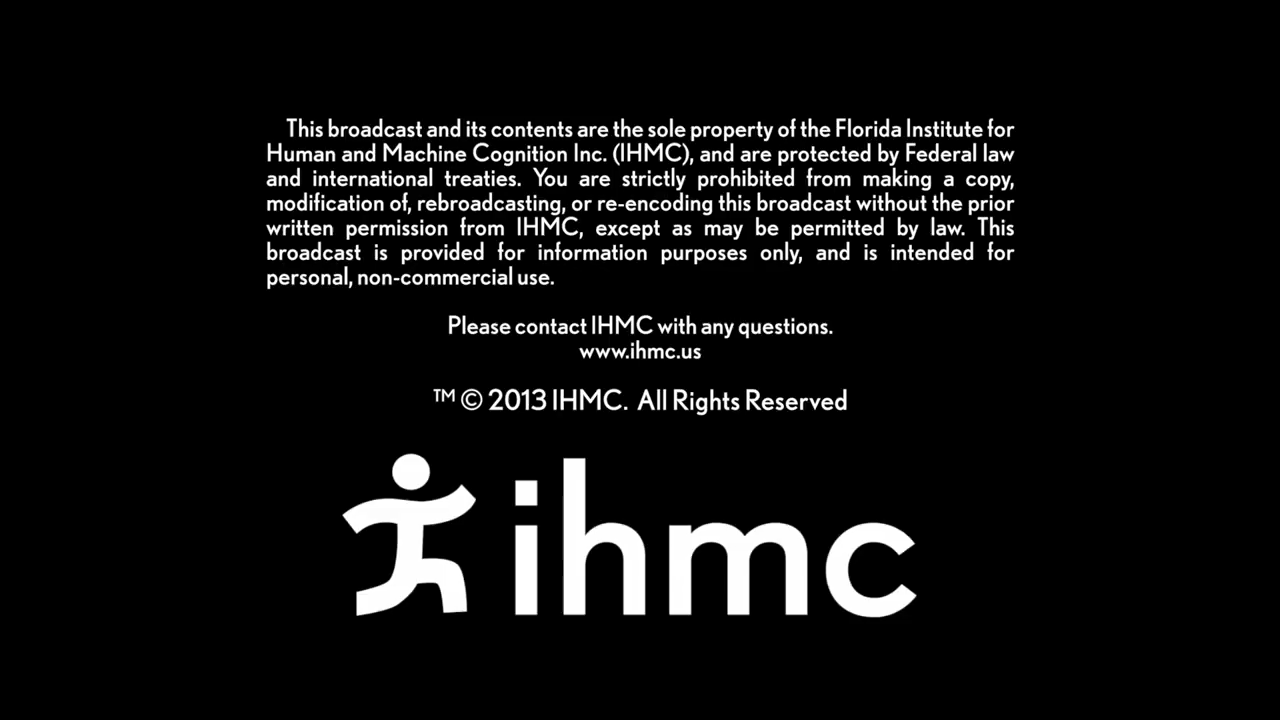 This broadcast and its contents are the sole property of the Florida Institute for
Human and Machine Cognition Inc. (IHMC), and are protected by Federal law
and international treaties. You are strictly prohibited from making a copy,
modification of, rebroadcasting, or re-encoding this broadcast without the prior
written permission from IHMC, except as may be permitted by law. This
broadcast is provided for information purposes only, and is intended for
personal, non-commercial use.
Please contact IHMC with any questions.
www.ihmc.us
™ © 2013 IHMC. All Rights Reserved
ihmc